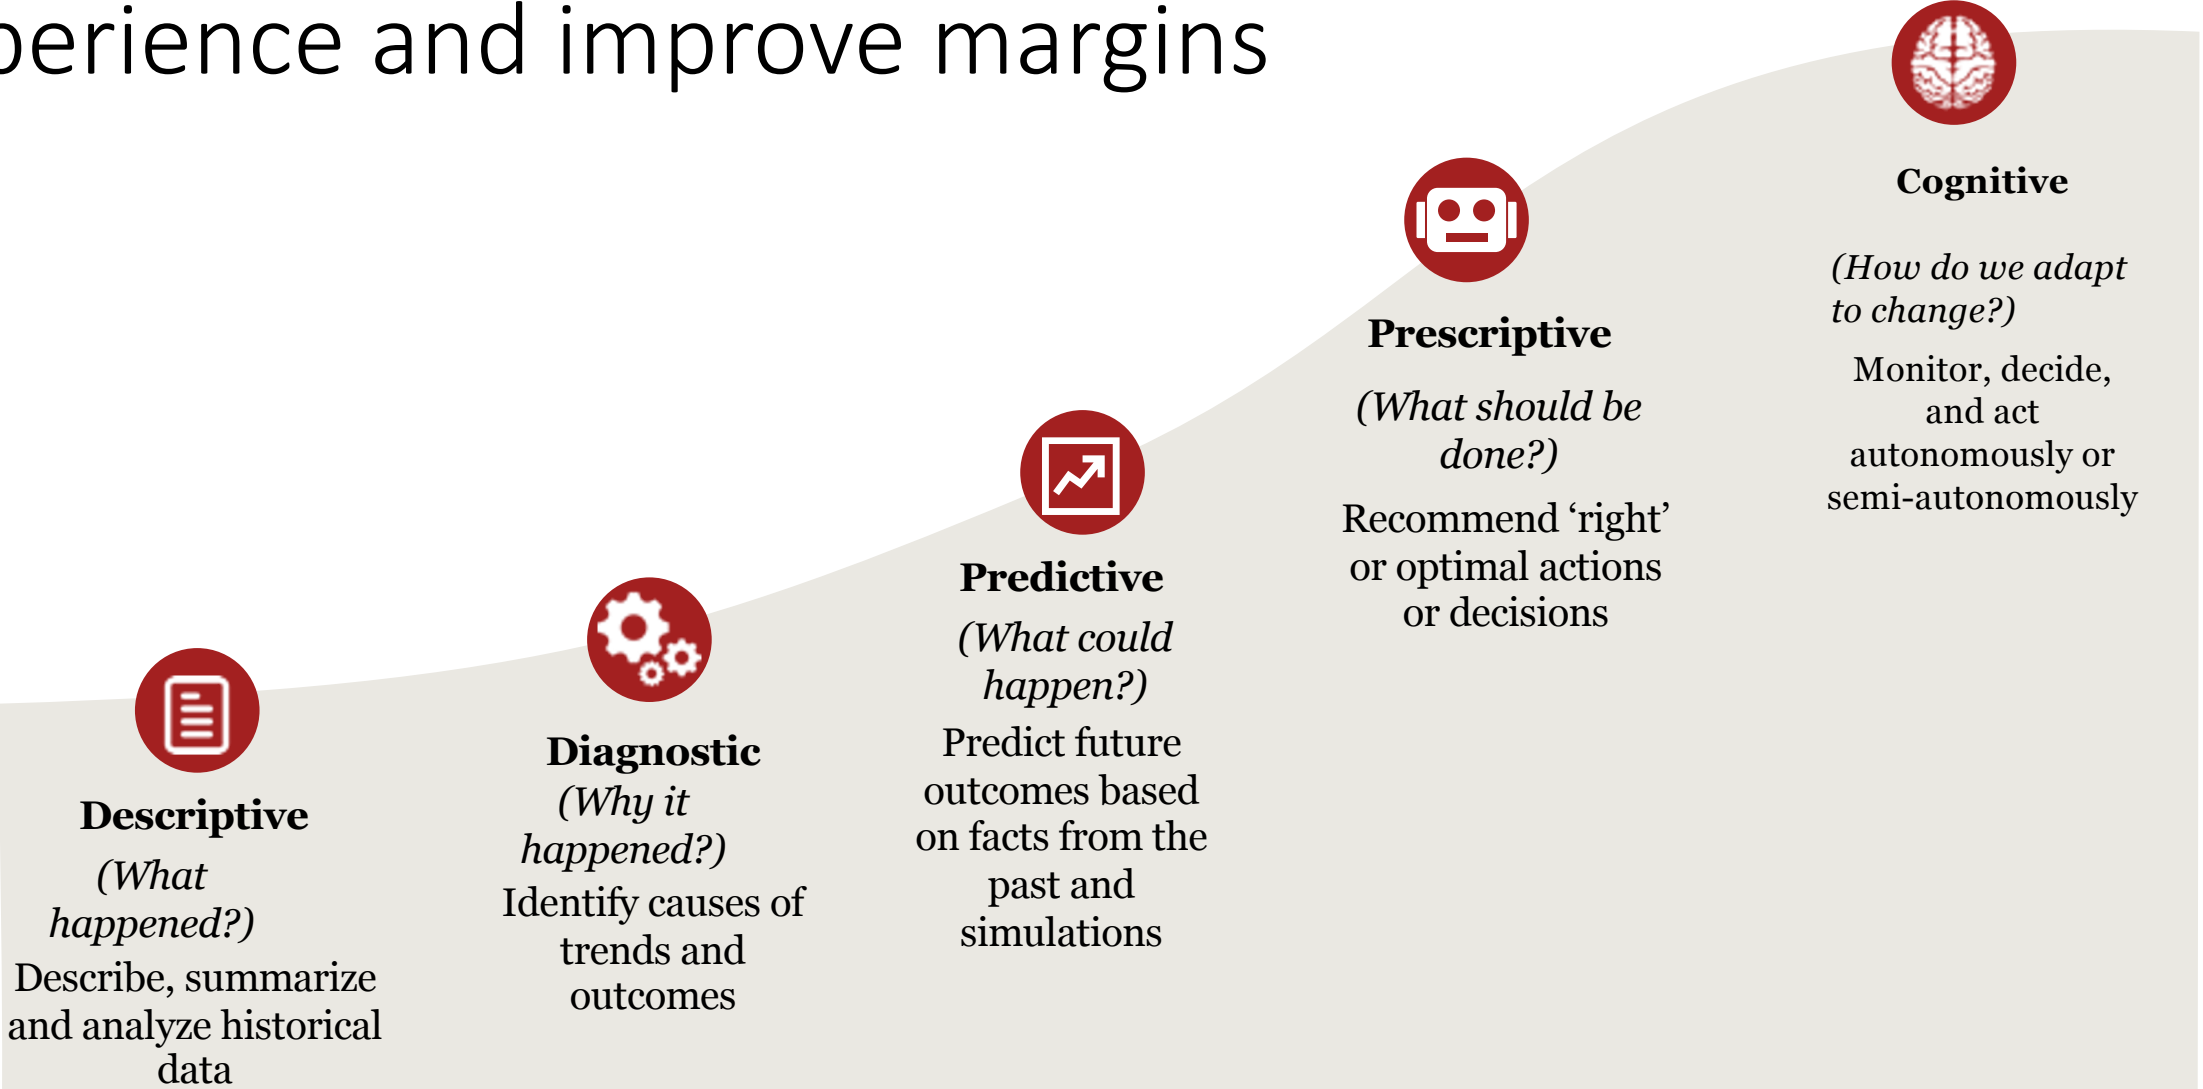 perience and improve margins
Descriptive
(What
happened?)
Describe, summarize
and analyze historical
data
Diagnostic
(Why it
happened?)
Identify causes of
trends and
outcomes
Predictive
(What could
happen?)
Predict future
outcomes based
on facts from the
past and
simulations
Prescriptive
(What should be
done?)
Recommend ‘right’
or optimal actions
or decisions
Cognitive
(How do we adapt
to change?)
Monitor, decide,
and act
autonomously or
semi-autonomously